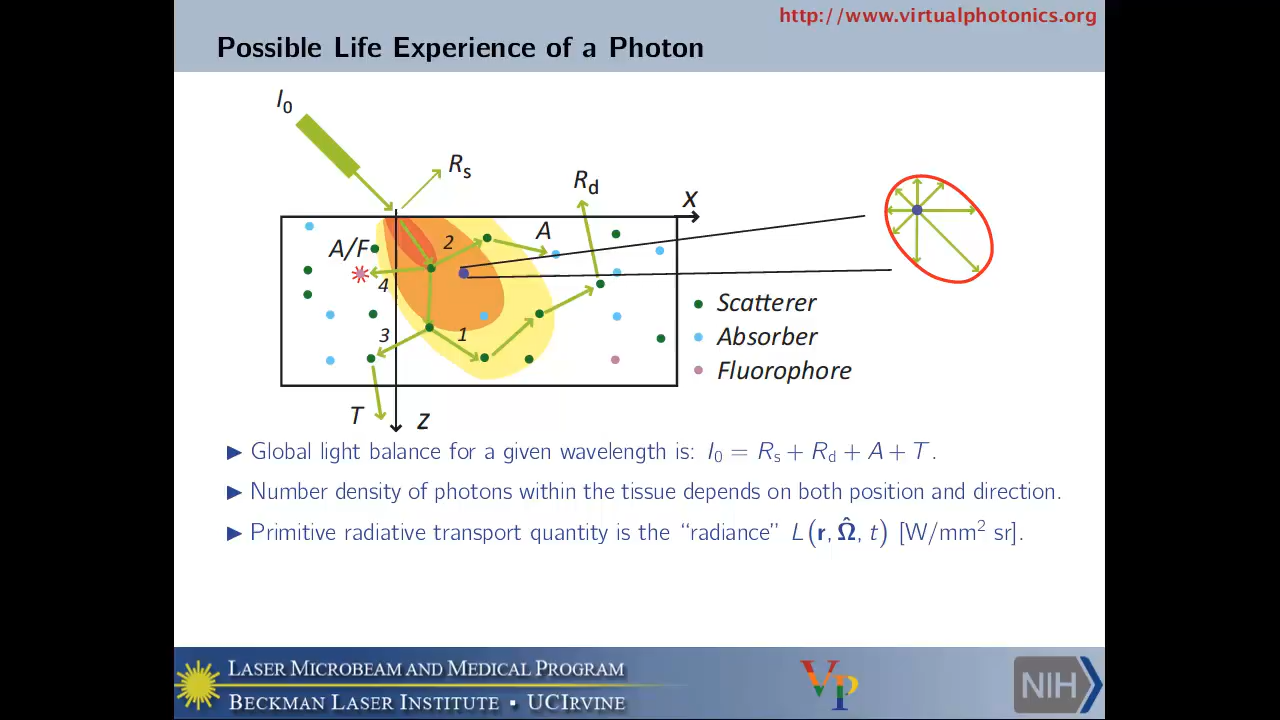 http://www.virtualphotonics.org
Possible Life Experience of a Photon
I0
Rs
Rd
x
A
2
A/F
4
3
1
T
z
Scatterer
Absorber
Fluorophore
▶ Global light balance for a given wavelength is: I0 = Rs + Rd + A + T.
▶ Number density of photons within the tissue depends on both position and direction.
▶ Primitive radiative transport quantity is the “radiance” L(r, Ω̂, t) [W/mm² sr].
LASER MICROBEAM AND MEDICAL PROGRAM
BECKMAN LASER INSTITUTE ▪ UCIRVINE
VP
NIH